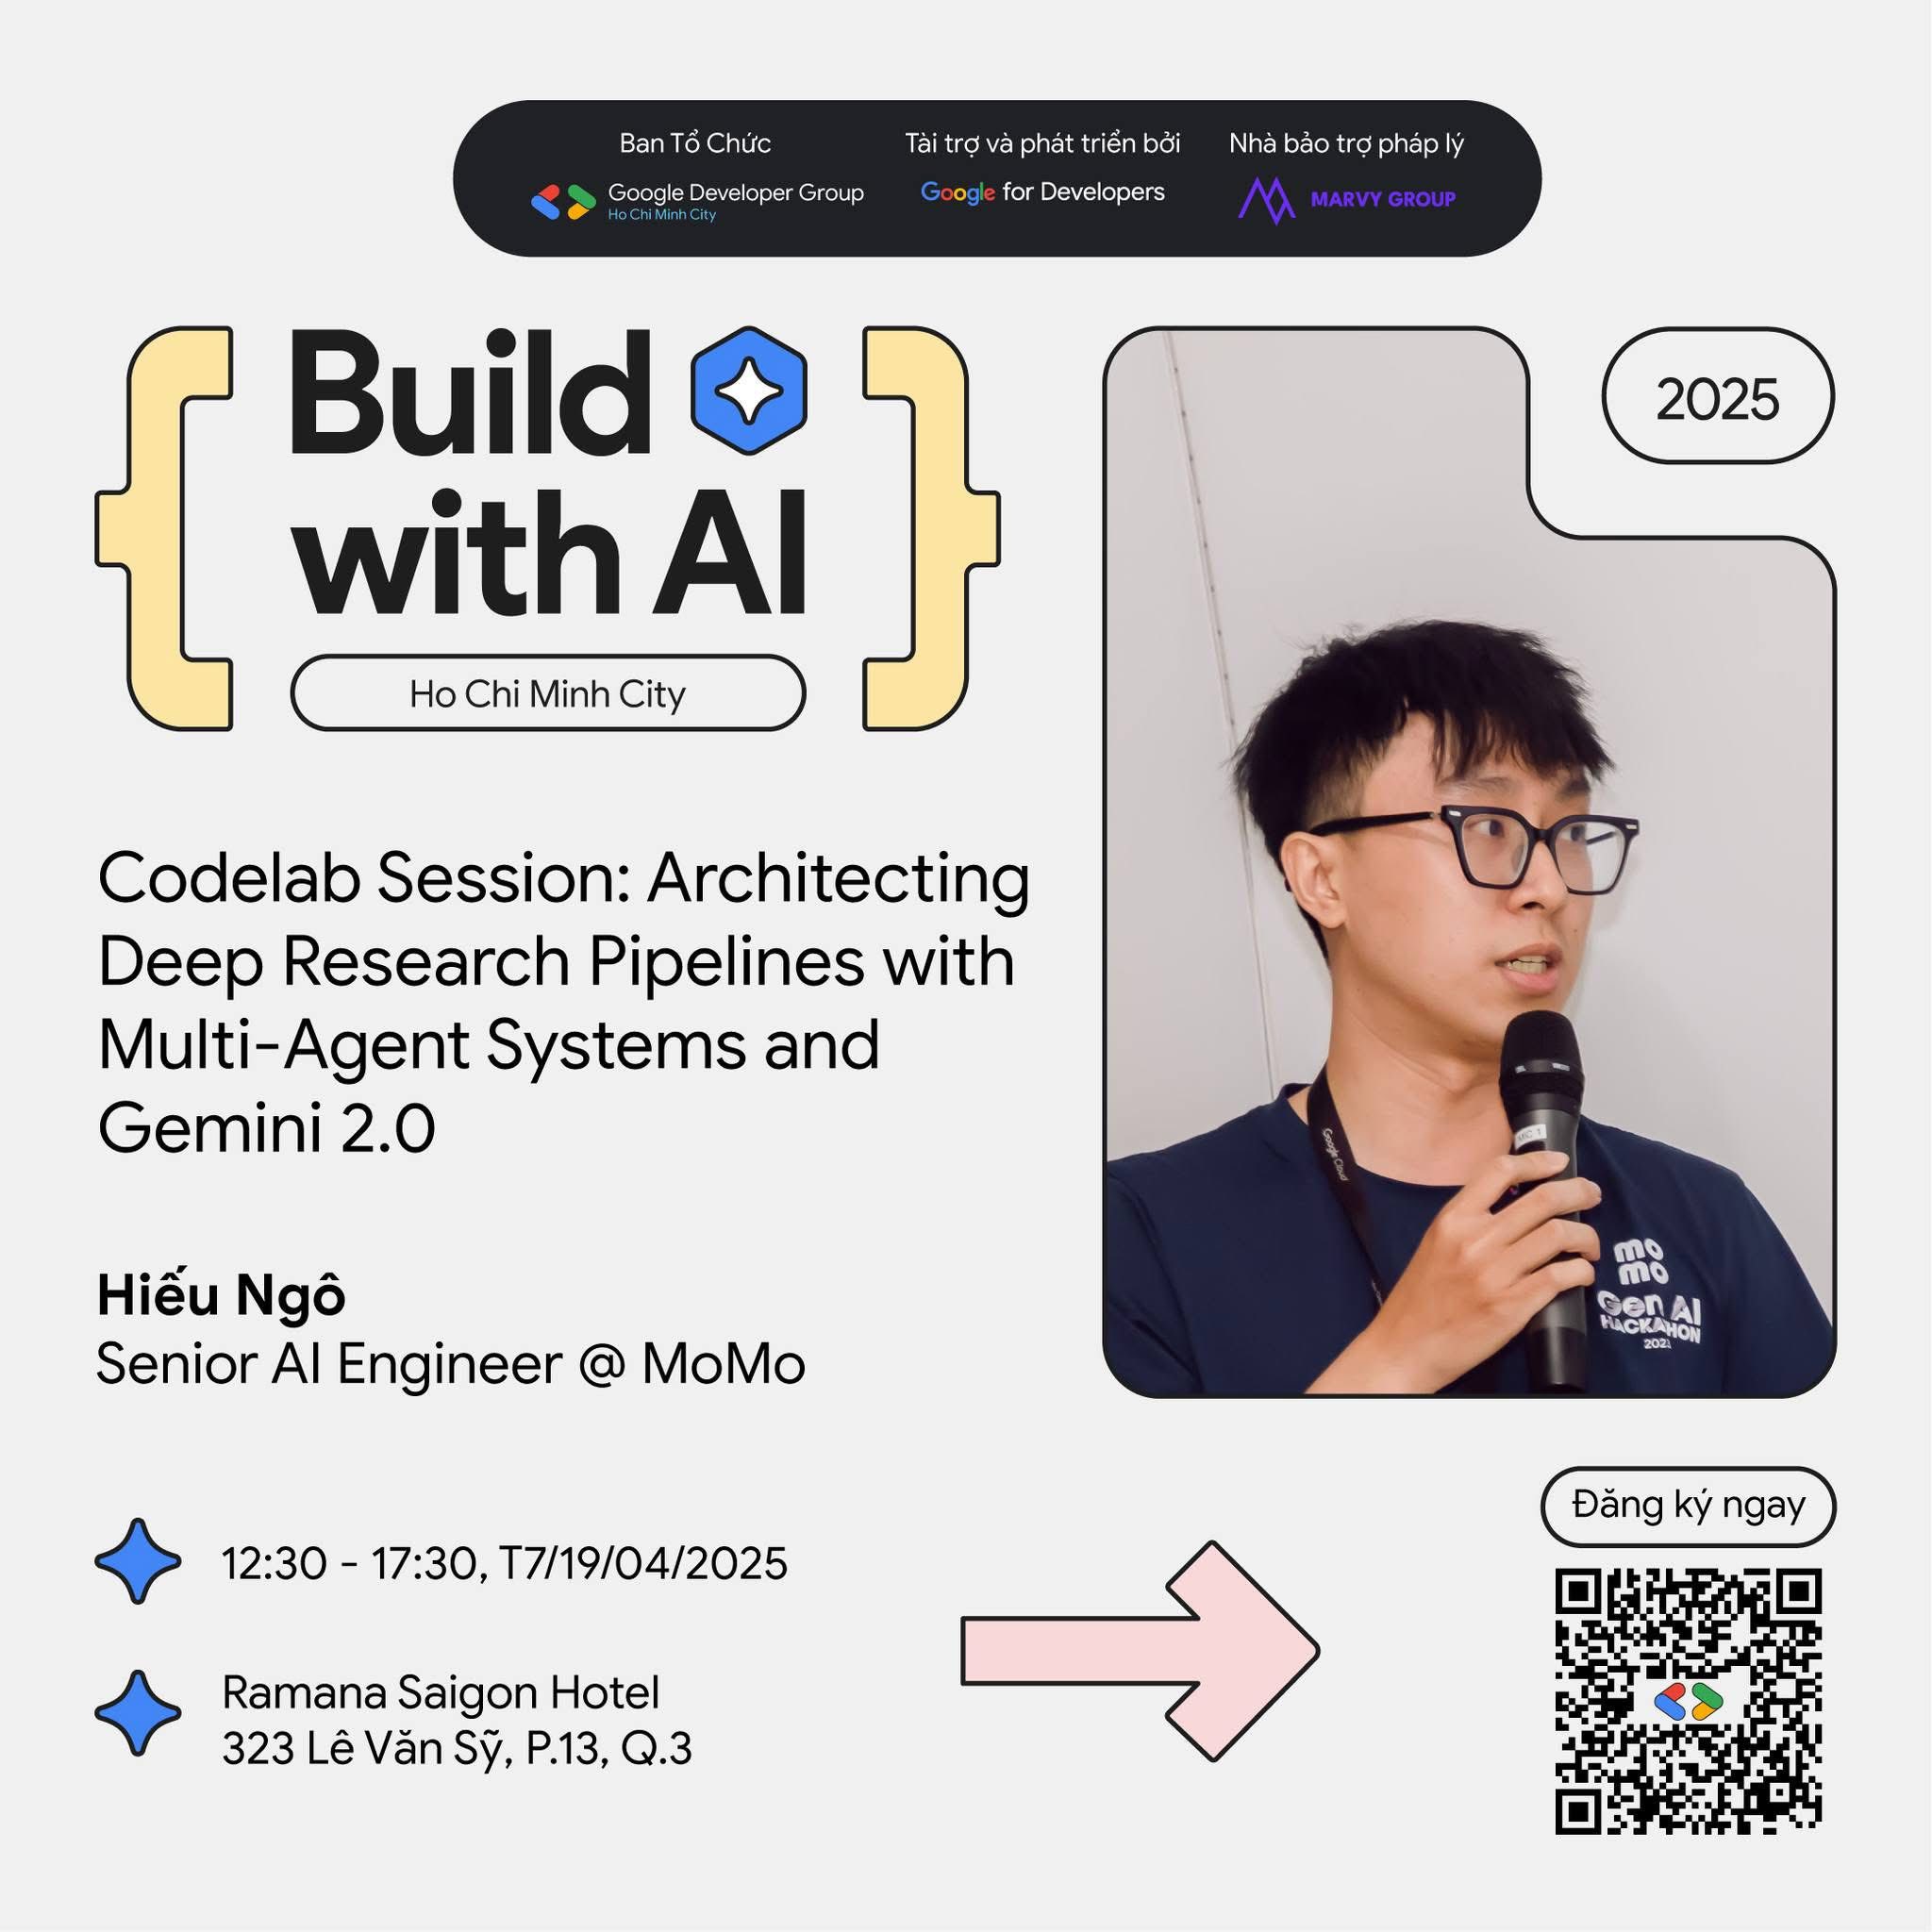 Ban Tổ Chức
Google Developer Group
Ho Chi Minh City
Tài trợ và phát triển bởi
Google for Developers
Nhà bảo trợ pháp lý
MARVY GROUP
Build
with AI
Ho Chi Minh City
2025
Codelab Session: Architecting
Deep Research Pipelines with
Multi-Agent Systems and
Gemini 2.0
Hiếu Ngô
Senior AI Engineer @ MoMo
Google Cloud
MC 1
mo
mo
Gen AI
HACKATHON
12:30 - 17:30, T7/19/04/2025
Ramana Saigon Hotel
323 Lê Văn Sỹ, P.13, Q.3
Đăng ký ngay